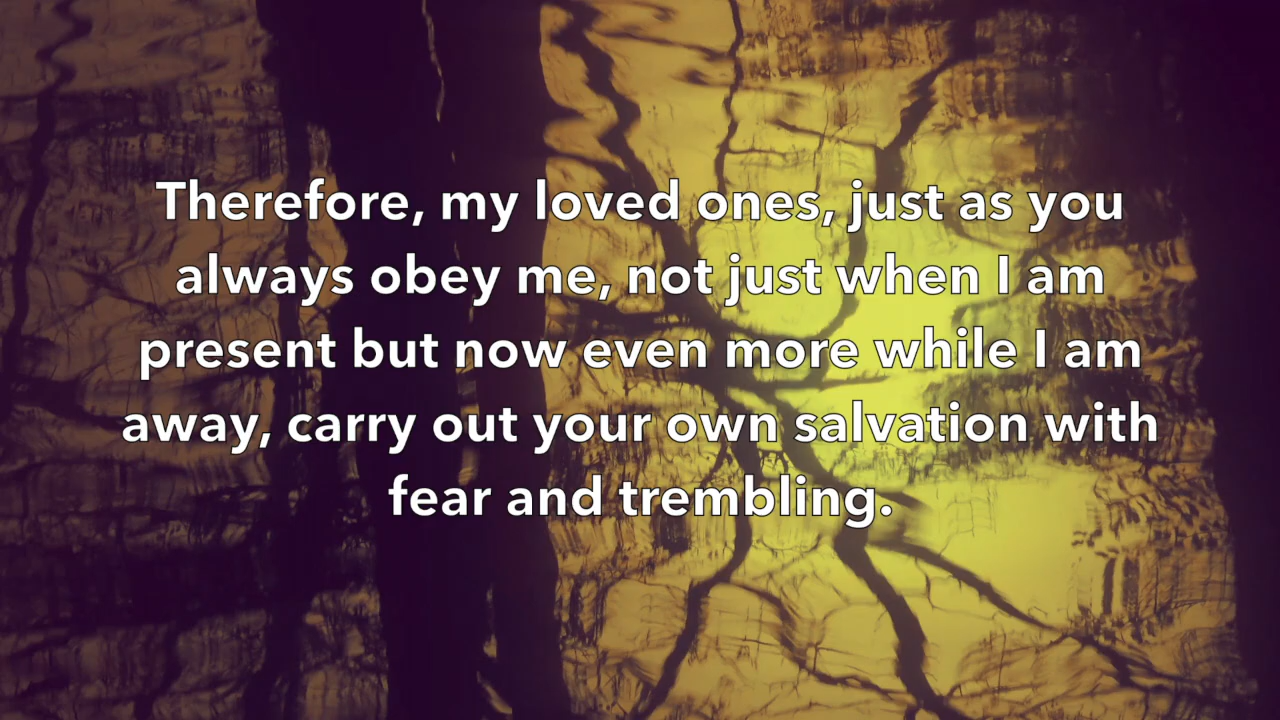 Therefore, my loved ones, just as you
always obey me, not just when I am
present but now even more while I am
away, carry out your own salvation with
fear and trembling.